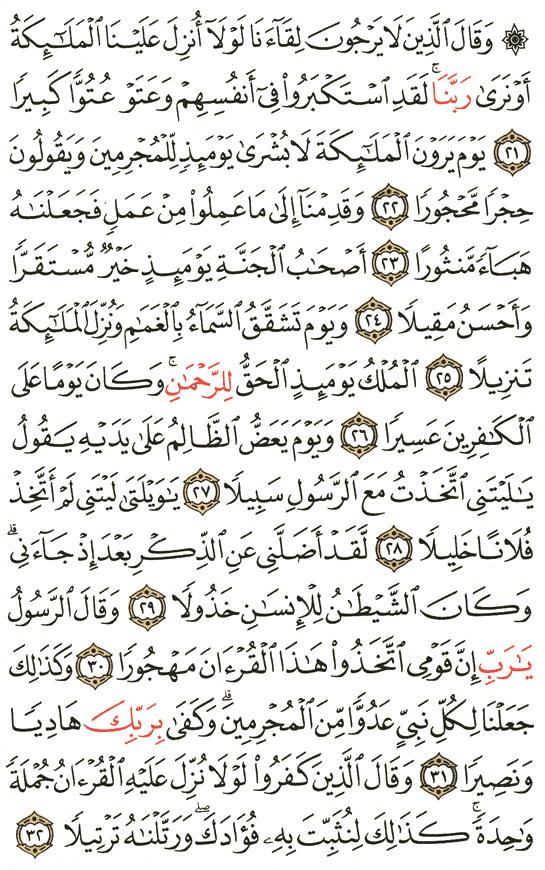 ۞ وَقَالَ ٱلَّذِينَ لَا يَرۡجُونَ لِقَآءَنَا لَوۡلَآ أُنزِلَ عَلَيۡنَا ٱلۡمَلَٰٓئِكَةُ
أَوۡ نَرَىٰ رَبَّنَاۗ لَقَدِ ٱسۡتَكۡبَرُواْ فِيٓ أَنفُسِهِمۡ وَعَتَوۡ عُتُوّٗا كَبِيرٗا
٢١ يَوۡمَ يَرَوۡنَ ٱلۡمَلَٰٓئِكَةَ لَا بُشۡرَىٰ يَوۡمَئِذٖ لِّلۡمُجۡرِمِينَ وَيَقُولُونَ
حِجۡرٗا مَّحۡجُورٗا ٢٢ وَقَدِمۡنَآ إِلَىٰ مَا عَمِلُواْ مِنۡ عَمَلٖ فَجَعَلۡنَٰهُ
هَبَآءٗ مَّنثُورًا ٢٣ أَصۡحَٰبُ ٱلۡجَنَّةِ يَوۡمَئِذٍ خَيۡرٞ مُّسۡتَقَرّٗا
وَأَحۡسَنُ مَقِيلٗا ٢٤ وَيَوۡمَ تَشَقَّقُ ٱلسَّمَآءُ بِٱلۡغَمَٰمِ وَنُزِّلَ ٱلۡمَلَٰٓئِكَةُ
تَنزِيلًا ٢٥ ٱلۡمُلۡكُ يَوۡمَئِذٍ ٱلۡحَقُّ لِلرَّحۡمَٰنِۚ وَكَانَ يَوۡمًا عَلَى
ٱلۡكَٰفِرِينَ عَسِيرٗا ٢٦ وَيَوۡمَ يَعَضُّ ٱلظَّالِمُ عَلَىٰ يَدَيۡهِ يَقُولُ
يَٰلَيۡتَنِي ٱتَّخَذۡتُ مَعَ ٱلرَّسُولِ سَبِيلٗا ٢٧ يَٰوَيۡلَتَىٰ لَيۡتَنِي لَمۡ أَتَّخِذۡ
فُلَانًا خَلِيلٗا ٢٨ لَّقَدۡ أَضَلَّنِي عَنِ ٱلذِّكۡرِ بَعۡدَ إِذۡ جَآءَنِيۗ
وَكَانَ ٱلشَّيۡطَٰنُ لِلۡإِنسَٰنِ خَذُولٗا ٢٩ وَقَالَ ٱلرَّسُولُ
يَٰرَبِّ إِنَّ قَوۡمِي ٱتَّخَذُواْ هَٰذَا ٱلۡقُرۡءَانَ مَهۡجُورٗا ٣٠ وَكَذَٰلِكَ
جَعَلۡنَا لِكُلِّ نَبِيٍّ عَدُوّٗا مِّنَ ٱلۡمُجۡرِمِينَۗ وَكَفَىٰ بِرَبِّكَ هَادِيٗا
وَنَصِيرٗا ٣١ وَقَالَ ٱلَّذِينَ كَفَرُواْ لَوۡلَا نُزِّلَ عَلَيۡهِ ٱلۡقُرۡءَانُ جُمۡلَةٗ
وَٰحِدَةٗۚ كَذَٰلِكَ لِنُثَبِّتَ بِهِۦ فُؤَادَكَۖ وَرَتَّلۡنَٰهُ تَرۡتِيلٗا ٣٢